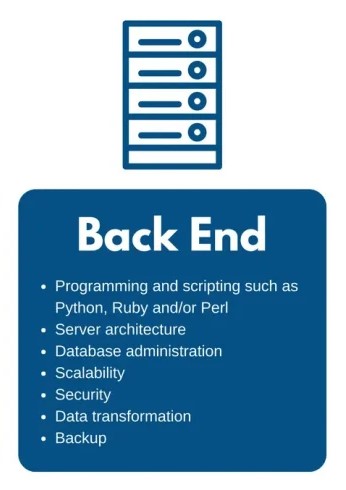 Back End
• Programming and scripting such as
Python, Ruby and/or Perl
• Server architecture
• Database administration
• Scalability
• Security
• Data transformation
• Backup